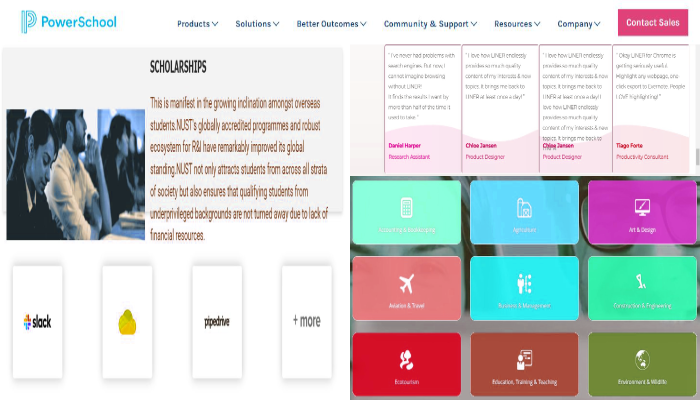 PowerSchool
Products
Solutions
Better Outcomes
Community & Support
Resources
Company
Contact Sales
SCHOLARSHIPS
This is manifest in the growing inclination amongst overseas
students.NUST's globally accredited programmes and robust
ecosystem for R&I have remarkably improved its global
standing.NUST not only attracts students from across all strata
of society but also ensures that qualifying students from
underprivileged backgrounds are not turned away due to lack of
financial resources.
slack
pipedrive
+ more
"I've never had problems with
search engines. But now, I
cannot imagine browsing
without LINER!
It finds the results I want by
more than half of the time it
used to take."
Daniel Harper
Research Assistant
"I love how LINER endlessly
provides so much quality
content of my interests & new
topics. It brings me back to
LINER at least once a day!"
Chloe Jansen
Product Designer
"I love how LINER endlessly
provides so much quality
content of my interests & new
topics. It brings me back to
love how LINER endlessly
provides so much quality
content of my interests & new
topics. It brings me back to
LINER at least once a
Chloe Jansen
Product Designer
"Okay LINER for Chrome is
getting seriously useful.
Highlight any webpage, one
click export to Evernote. People
LOVE highlighting!"
Tiago Forte
Productivity Consultant
Accounting & Bookkeeping
Agriculture
Art & Design
Aviation & Travel
Business & Management
Construction & Engineering
Ecotourism
Education, Training & Teaching
Environment & Wildlife